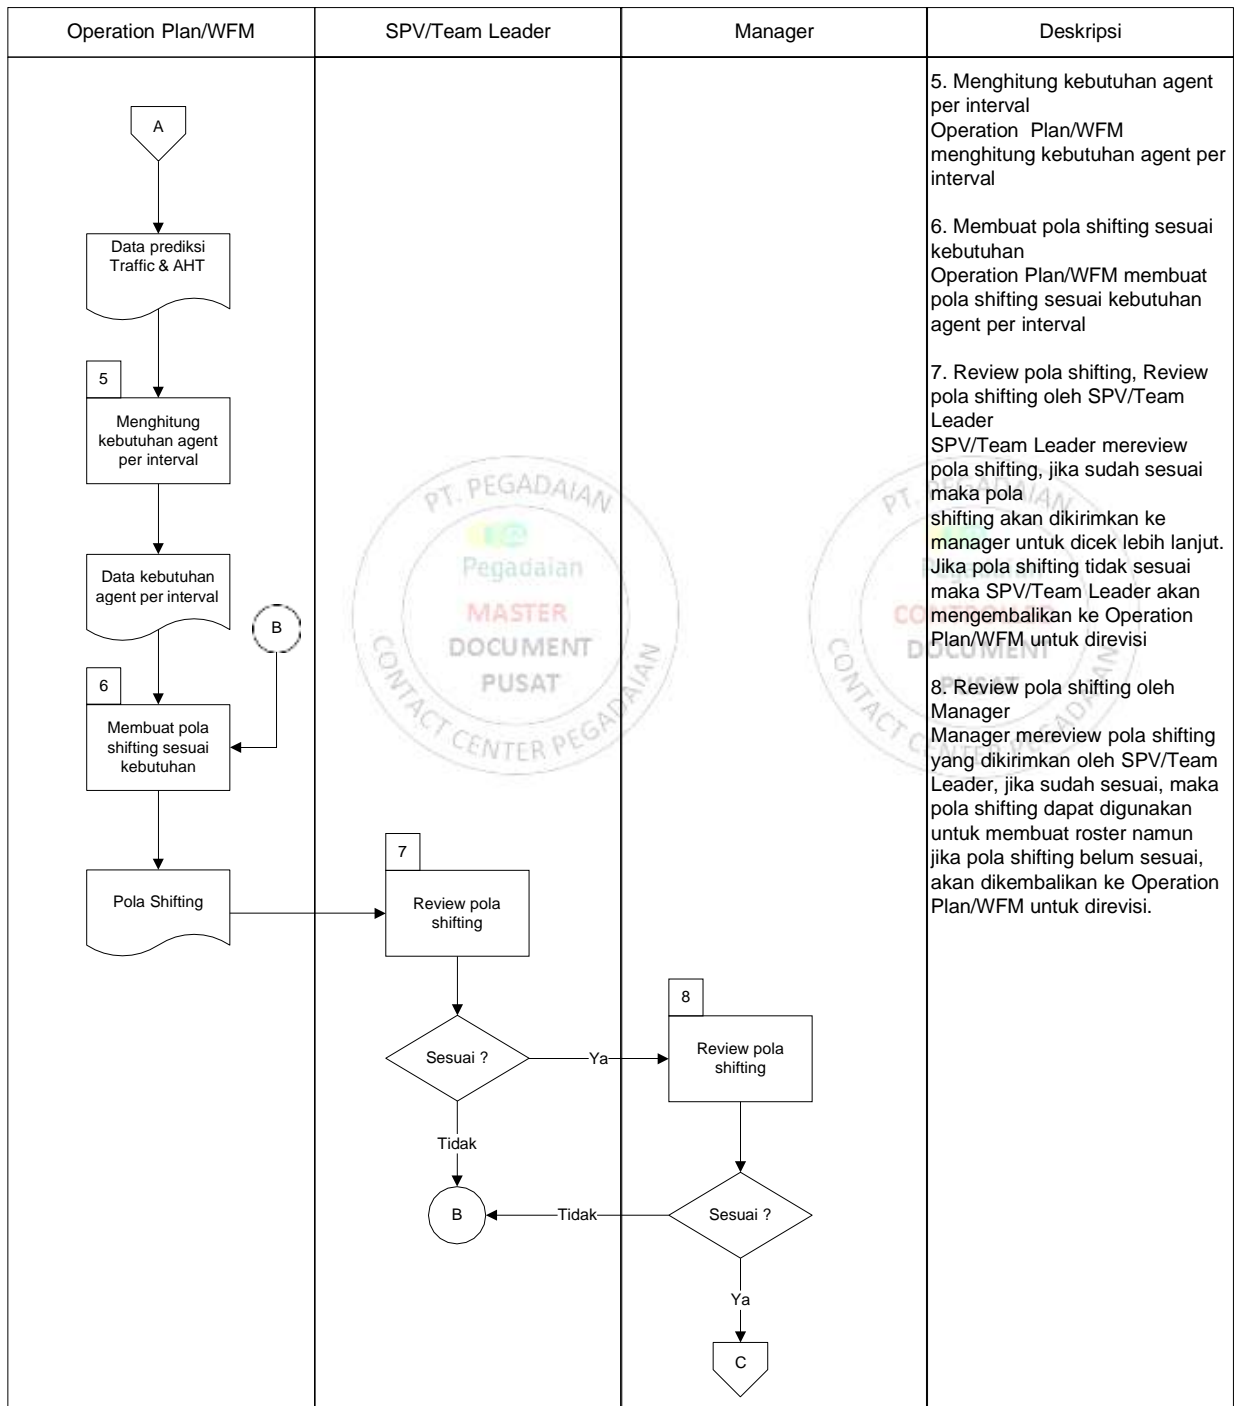 Operation Plan/WFM
SPV/Team Leader
Manager
Deskripsi
A
Data prediksi
Traffic & AHT
5
Menghitung
kebutuhan agent
per interval
Data kebutuhan
agent per interval
B
6
Membuat pola
shifting sesuai
kebutuhan
Pola Shifting
7
Review pola
shifting
Sesuai ?
Ya
Tidak
B
8
Review pola
shifting
Sesuai ?
Tidak
Ya
C
5. Menghitung kebutuhan agent
per interval
Operation Plan/WFM
menghitung kebutuhan agent per
interval
6. Membuat pola shifting sesuai
kebutuhan
Operation Plan/WFM membuat
pola shifting sesuai kebutuhan
agent per interval
7. Review pola shifting, Review
pola shifting oleh SPV/Team
Leader
SPV/Team Leader mereview
pola shifting, jika sudah sesuai
maka pola
shifting akan dikirimkan ke
manager untuk dicek lebih lanjut.
Jika pola shifting tidak sesuai
maka SPV/Team Leader akan
mengembalikan ke Operation
Plan/WFM untuk direvisi
8. Review pola shifting oleh
Manager
Manager mereview pola shifting
yang dikirimkan oleh SPV/Team
Leader, jika sudah sesuai, maka
pola shifting dapat digunakan
untuk membuat roster namun
jika pola shifting belum sesuai,
akan dikembalikan ke Operation
Plan/WFM untuk direvisi.
PT. PEGADAIAN
Pegadaian
MASTER
DOCUMENT
PUSAT
CONTACT CENTER PEGADAIAN
PT. PEGADAIAN
Pegadaian
DOCUMENT
PUSAT
CONTACT CENTER PEGADAIAN